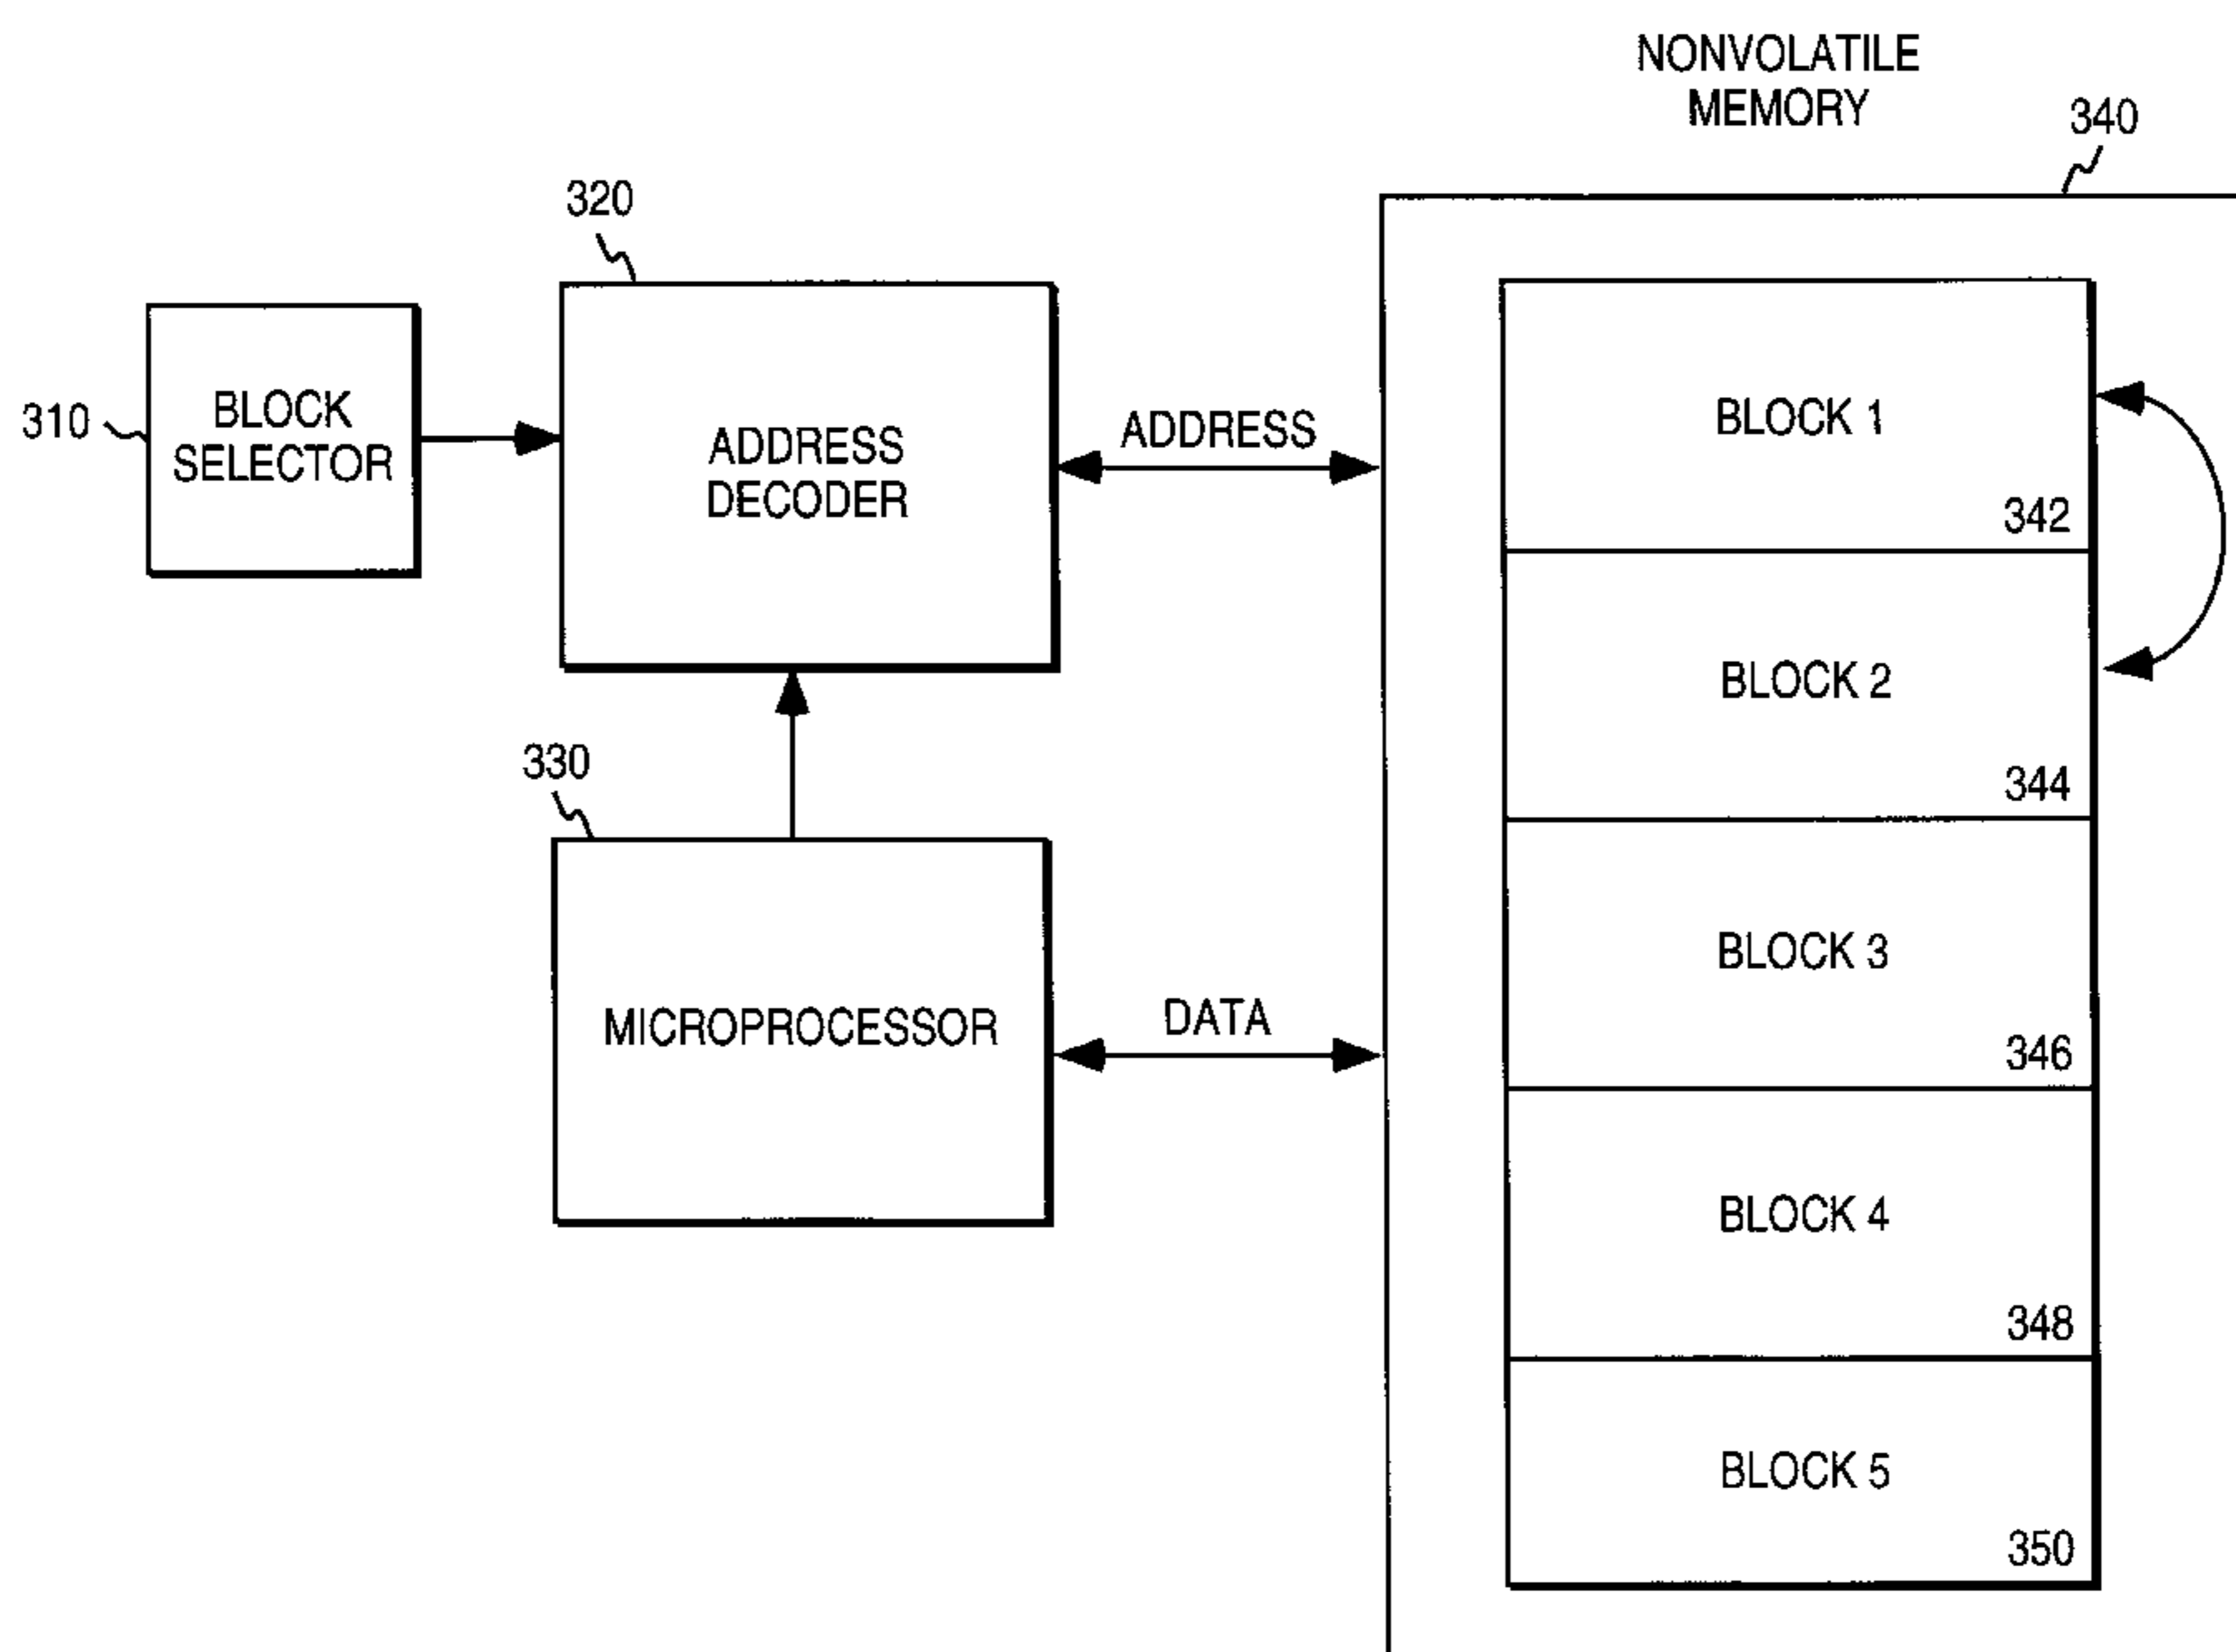 NONVOLATILE
MEMORY
340
320
310
BLOCK
SELECTOR
ADDRESS
DECODER
ADDRESS
330
MICROPROCESSOR
DATA
BLOCK 1
342
BLOCK 2
344
BLOCK 3
346
BLOCK 4
348
BLOCK 5
350